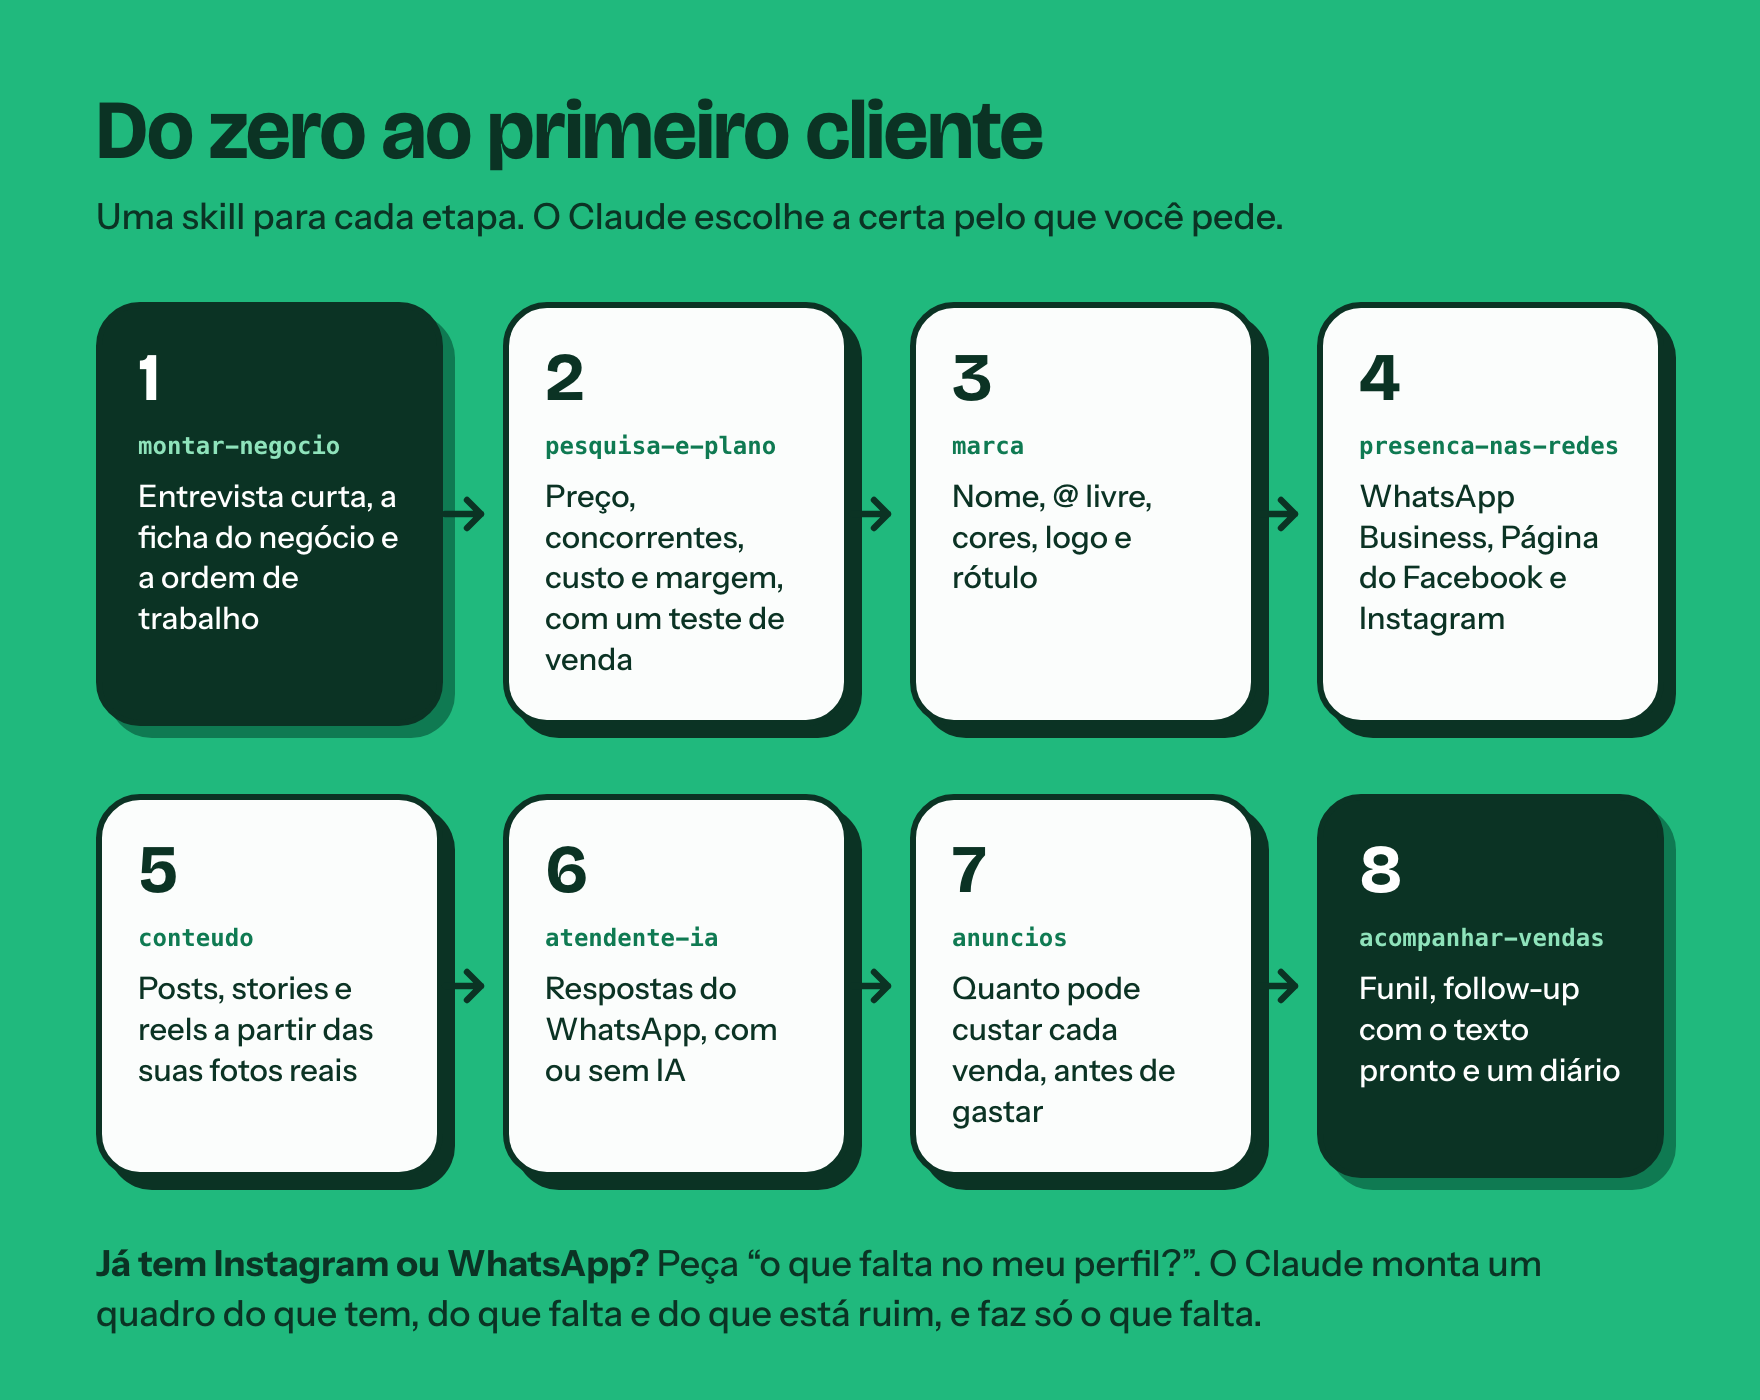 Do zero ao primeiro cliente
Uma skill para cada etapa. O Claude escolhe a certa pelo que você pede.
1
montar-negocio
Entrevista curta, a
ficha do negócio e
a ordem de
trabalho
2
pesquisa-e-plano
Preço,
concorrentes,
custo e margem,
com um teste de
venda
3
marca
Nome, @ livre,
cores, logo e
rótulo
4
presenca-nas-redes
WhatsApp
Business, Página
do Facebook e
Instagram
5
conteudo
Posts, stories e
reels a partir das
suas fotos reais
6
atendente-ia
Respostas do
WhatsApp, com
ou sem IA
7
anuncios
Quanto pode
custar cada
venda, antes de
gastar
8
acompanhar-vendas
Funil, follow-up
com o texto
pronto e um diário
Já tem Instagram ou WhatsApp? Peça “o que falta no meu perfil?”. O Claude monta um
quadro do que tem, do que falta e do que está ruim, e faz só o que falta.